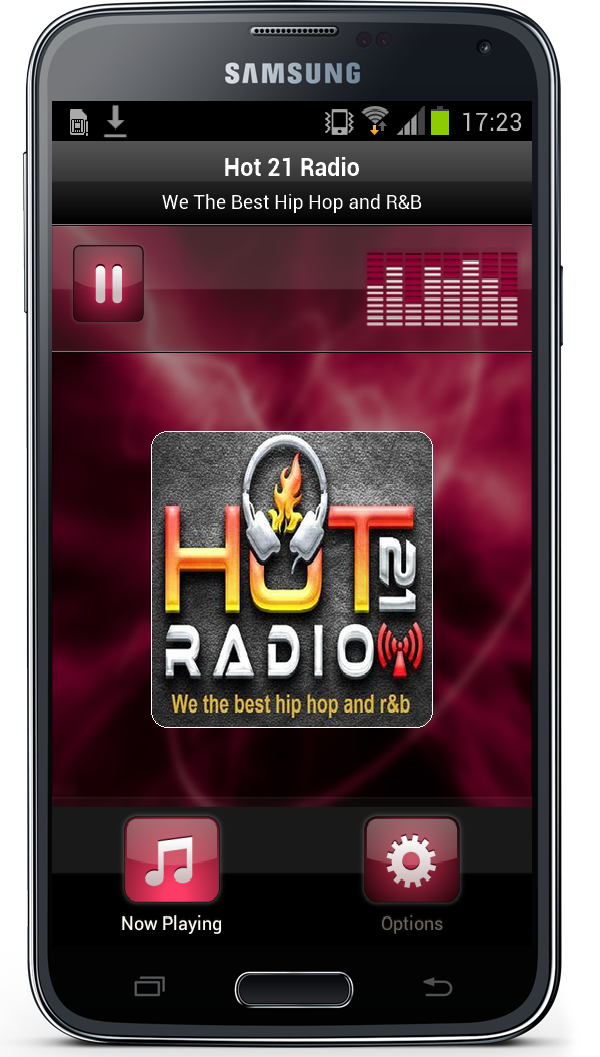 SAMSUNG
17:23
Hot 21 Radio
We The Best Hip Hop and R&B
HOT 21
RADIO
We the best hip hop and r&b
Now Playing
Options